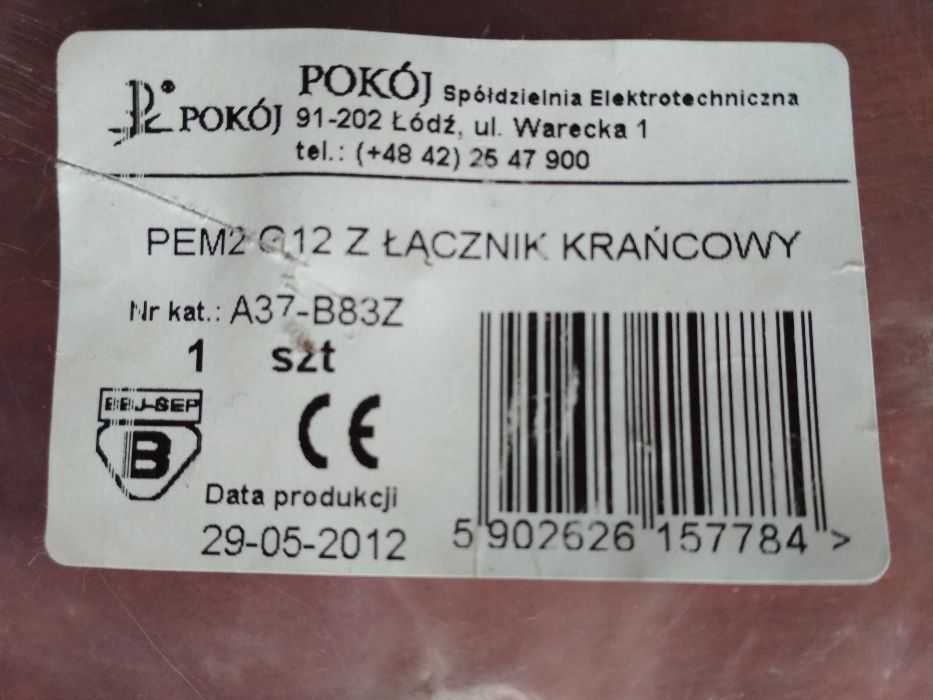 POKÓJ Spółdzielnia Elektrotechniczna
® POKÓJ 91-202 Łódź, ul. Warecka 1
tel.: (+48 42) 25 47 900
PEM2 G12 Z ŁĄCZNIK KRAŃCOWY
Nr kat.: A37-B83Z
1 szt
BBJ-SEP
B
CE
Data produkcji
29-05-2012
5 902626 157784 >